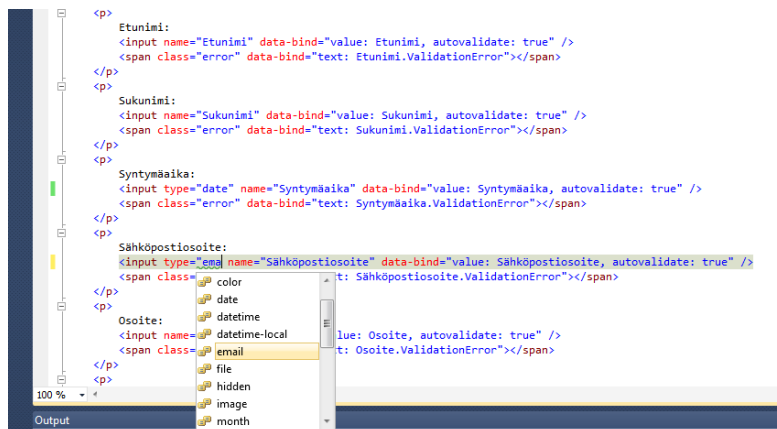 <p>
Etunimi:
<input name="Etunimi" data-bind="value: Etunimi, autovalidate: true" />
<span class="error" data-bind="text: Etunimi.ValidationError"></span>
</p>
<p>
Sukunimi:
<input name="Sukunimi" data-bind="value: Sukunimi, autovalidate: true" />
<span class="error" data-bind="text: Sukunimi.ValidationError"></span>
</p>
<p>
Syntymäaika:
<input type="date" name="Syntymäaika" data-bind="value: Syntymäaika, autovalidate: true" />
<span class="error" data-bind="text: Syntymäaika.ValidationError"></span>
</p>
<p>
Sähköpostiosoite:
<input type="ema name="Sähköpostiosoite" data-bind="value: Sähköpostiosoite, autovalidate: true" />
<span class= t: Sähköpostiosoite.ValidationError"></span>
</p>
<p>
Osoite:
<input name= lue: Osoite, autovalidate: true" />
<span class= t: Osoite.ValidationError"></span>
</p>
<p>
color
date
datetime
datetime-local
email
file
hidden
image
month
100 %
Output